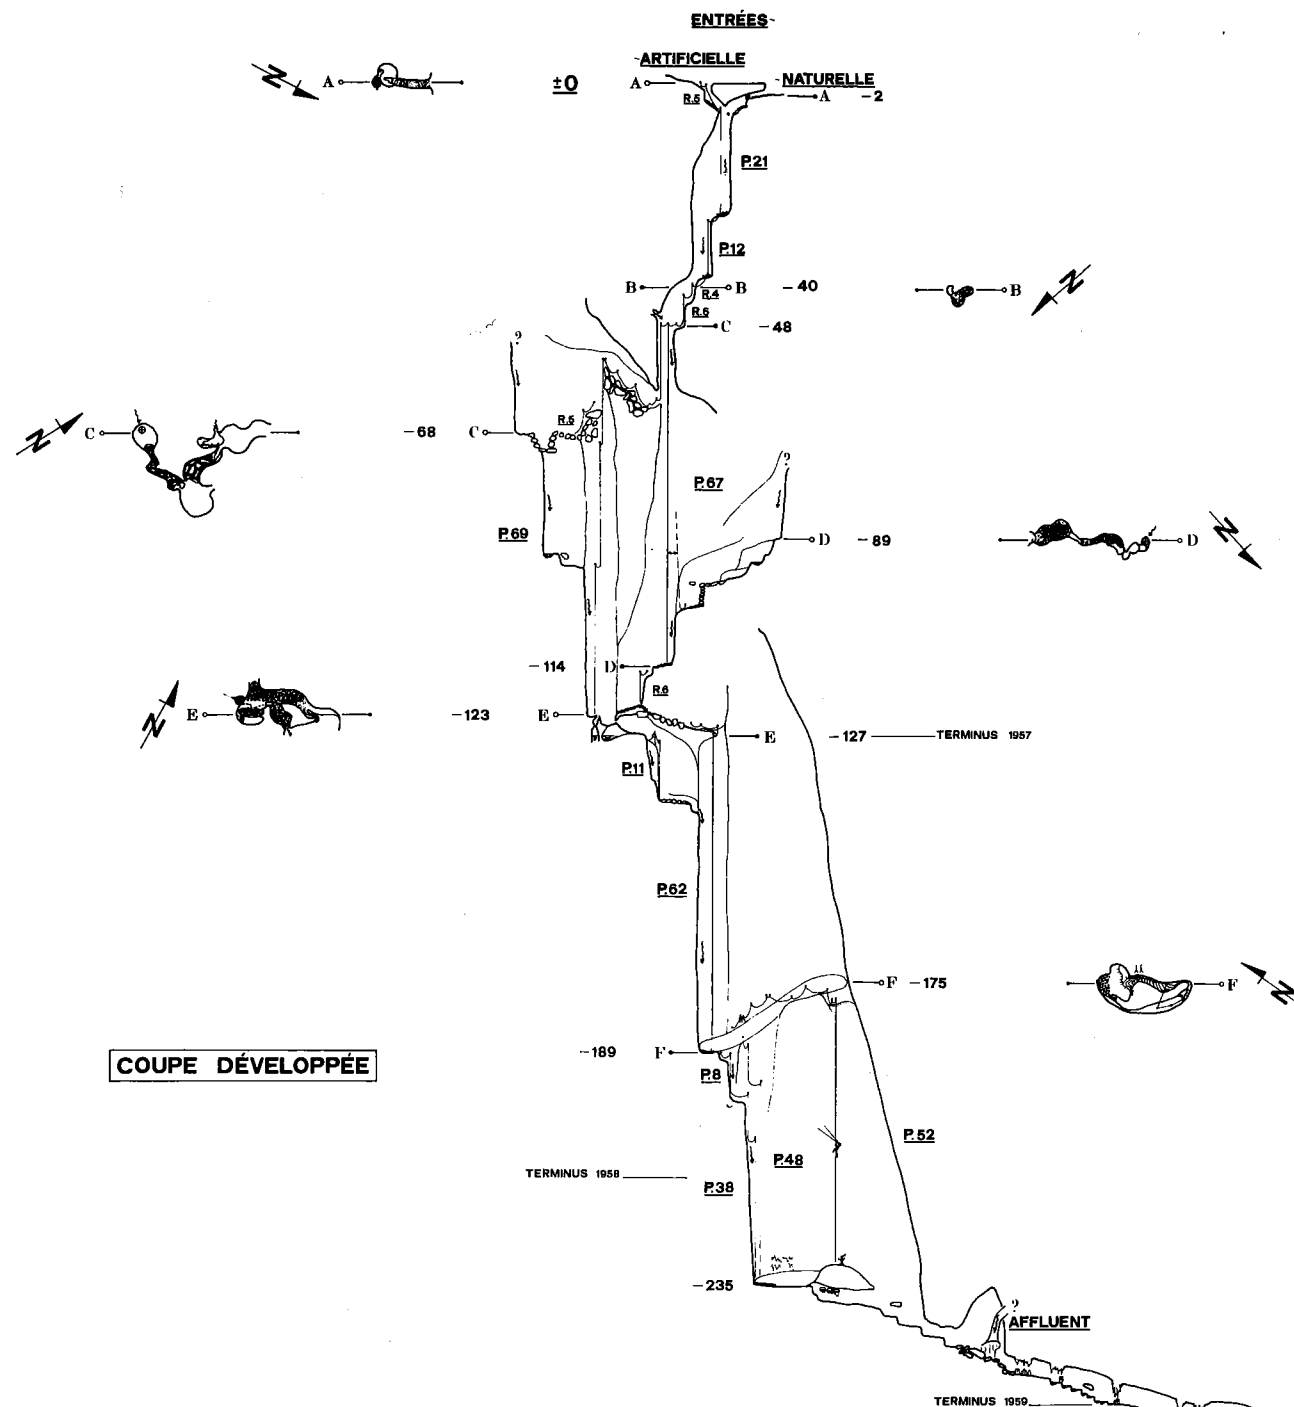 ENTRÉES
ARTIFICIELLE
NATURELLE
N
A
±0
A
R.5
A
-2
P.21
P.12
B
B
-40
R.4
R.6
C
-48
B
N
?
N
C
-68
C
R.5
P.67
?
P.69
D
-89
D
N
-114
D
R.6
N
E
-123
E
E
-127
TERMINUS 1957
P.11
P.62
F
-175
F
N
COUPE DÉVELOPPÉE
-189
F
P.8
P.52
P.48
TERMINUS 1958
P.38
-235
?
AFFLUENT
TERMINUS 1959